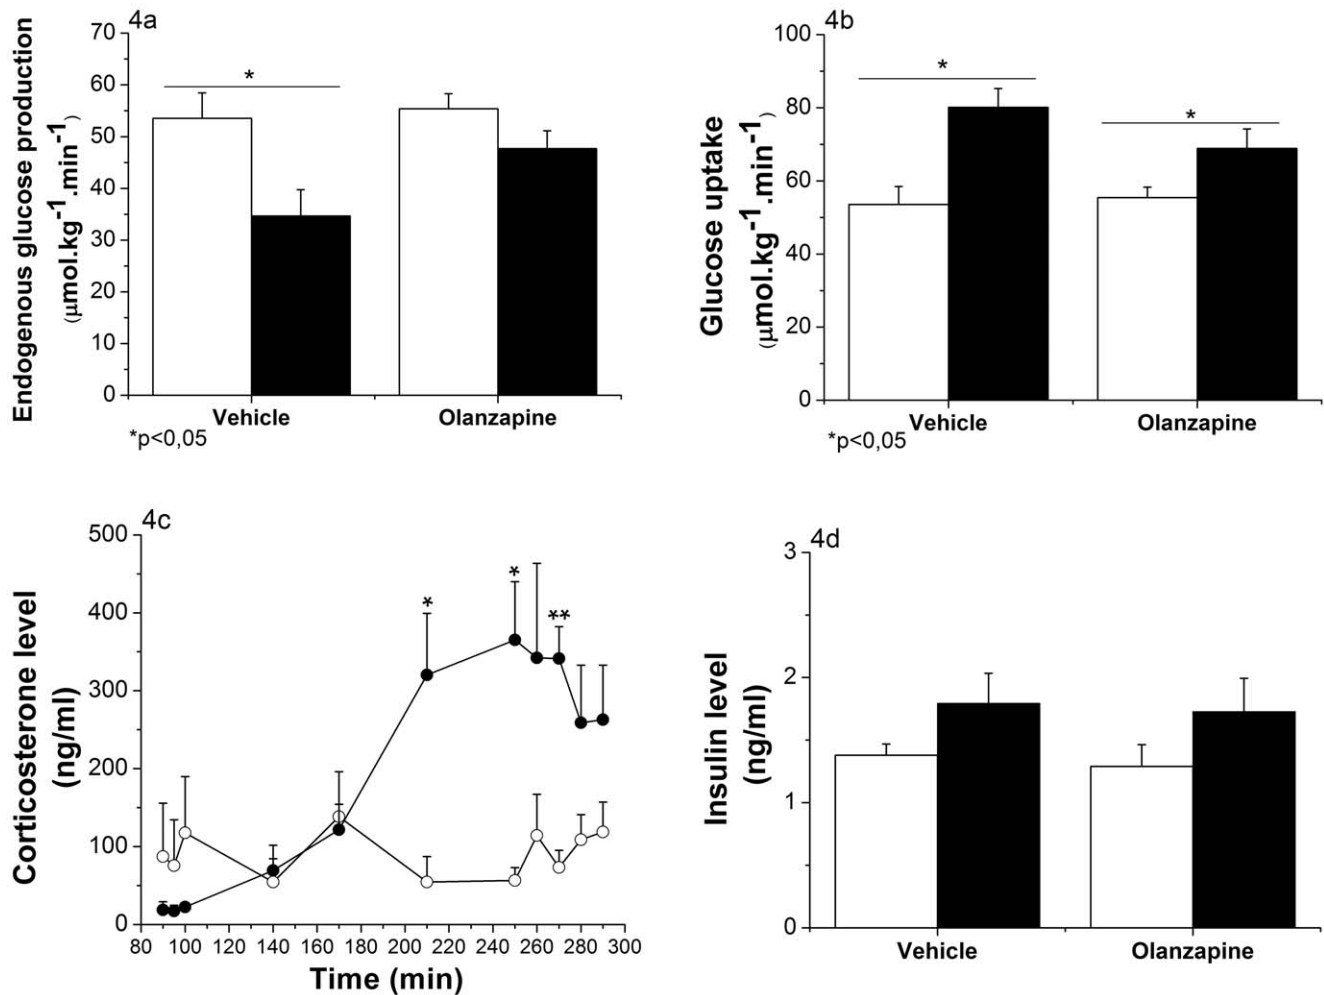 4a
Endogenous glucose production
(μmol.kg⁻¹.min⁻¹)
70
60
50
40
30
20
10
0
*
Vehicle
Olanzapine
*p<0,05
4b
Glucose uptake
(μmol.kg⁻¹.min⁻¹)
100
80
60
40
20
0
*
*
Vehicle
Olanzapine
*p<0,05
4c
Corticosterone level
(ng/ml)
500
400
300
200
100
0
*
*
**
80 100 120 140 160 180 200 220 240 260 280 300
Time (min)
4d
Insulin level
(ng/ml)
3
2
1
0
Vehicle
Olanzapine